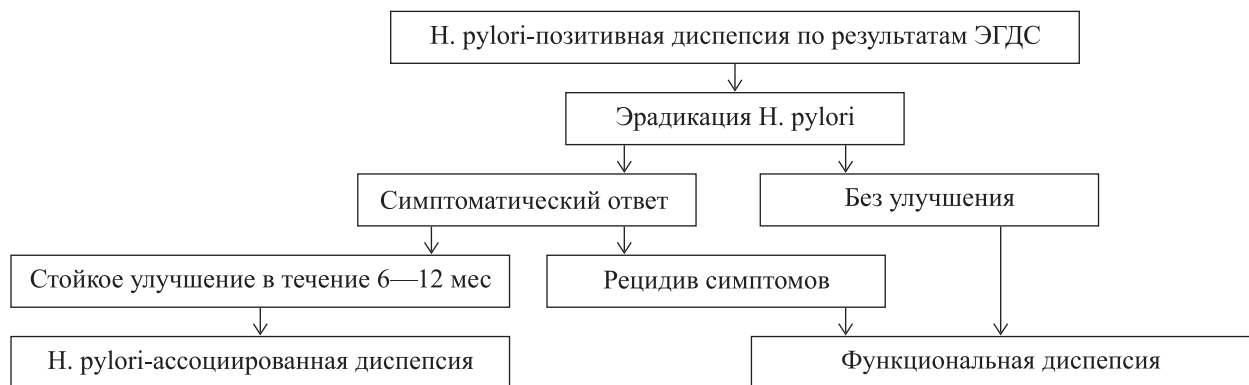 H. pylori-позитивная диспепсия по результатам ЭГДС
Эрадикация H. pylori
Симптоматический ответ
Без улучшения
Стойкое улучшение в течение 6—12 мес
Рецидив симптомов
H. pylori-ассоциированная диспепсия
Функциональная диспепсия